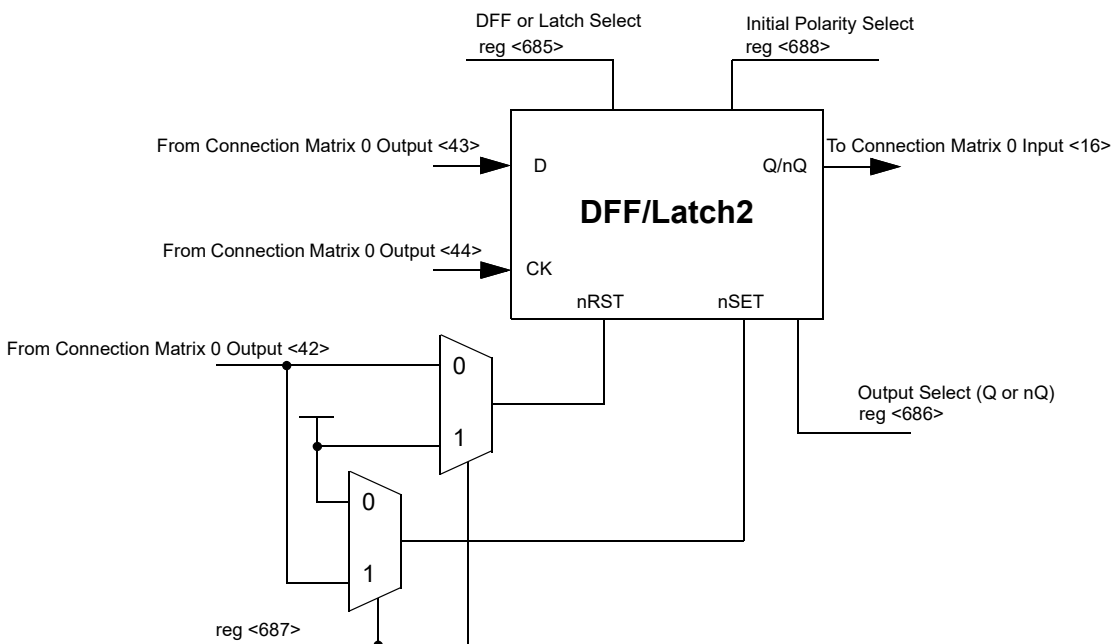 DFF or Latch Select
reg <685>
Initial Polarity Select
reg <688>
From Connection Matrix 0 Output <43>
D
Q/nQ
To Connection Matrix 0 Input <16>
DFF/Latch2
From Connection Matrix 0 Output <44>
CK
nRST
nSET
From Connection Matrix 0 Output <42>
0
1
Output Select (Q or nQ)
reg <686>
0
1
reg <687>